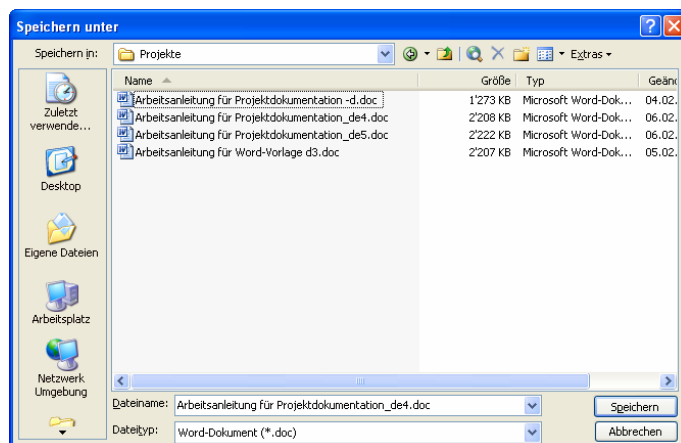 Speichern unter
Speichern in:
Projekte
Extras
Name
Größe
Typ
Geänd
Arbeitsanleitung für Projektdokumentation -d.doc 1'273 KB Microsoft Word-Dok... 04.02.
Arbeitsanleitung für Projektdokumentation_de4.doc 2'208 KB Microsoft Word-Dok... 06.02.
Arbeitsanleitung für Projektdokumentation_de5.doc 2'222 KB Microsoft Word-Dok... 06.02.
Arbeitsanleitung für Word-Vorlage d3.doc 2'207 KB Microsoft Word-Dok... 05.02.
Zuletzt
verwende...
Desktop
Eigene Dateien
Arbeitsplatz
Netzwerk
Umgebung
Dateiname: Arbeitsanleitung für Projektdokumentation_de4.doc
Speichern
Dateityp: Word-Dokument (*.doc)
Abbrechen